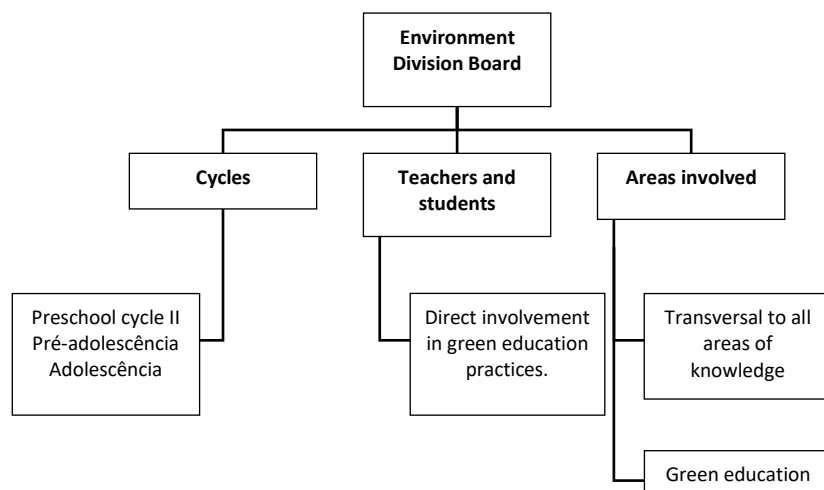 Environment
Division Board
Cycles
Teachers and
students
Areas involved
Preschool cycle II
Pré-adolescência
Adolescência
Direct involvement
in green education
practices.
Transversal to all
areas of
knowledge
Green education